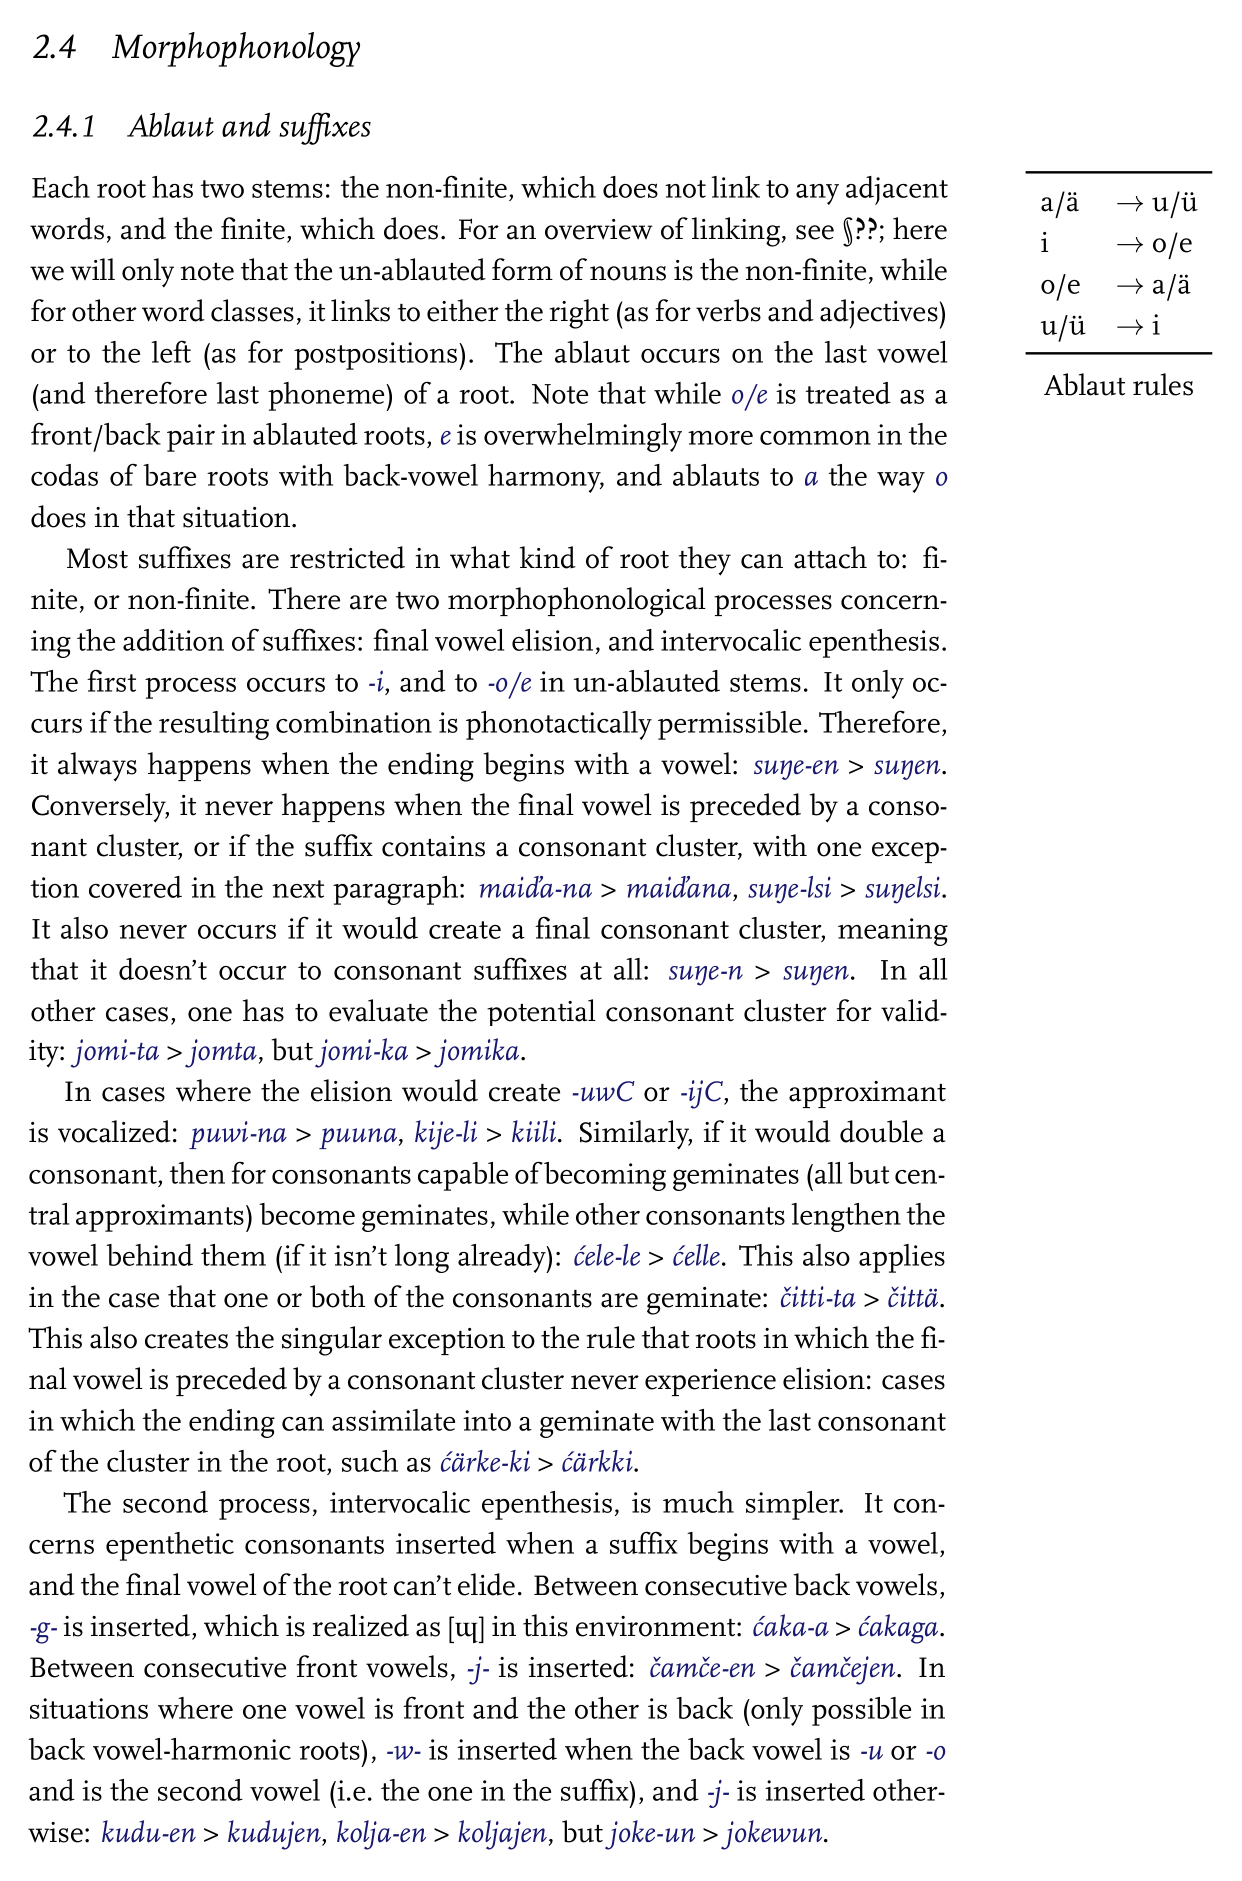 2.4 Morphophonology
2.4.1 Ablaut and suffixes
Each root has two stems: the non-finite, which does not link to any adjacent
words, and the finite, which does. For an overview of linking, see §??; here
we will only note that the un-ablauted form of nouns is the non-finite, while
for other word classes, it links to either the right (as for verbs and adjectives)
or to the left (as for postpositions). The ablaut occurs on the last vowel
(and therefore last phoneme) of a root. Note that while o/e is treated as a
front/back pair in ablauted roots, e is overwhelmingly more common in the
codas of bare roots with back-vowel harmony, and ablauts to a the way o
does in that situation.
Most suffixes are restricted in what kind of root they can attach to: fi-
nite, or non-finite. There are two morphophonological processes concern-
ing the addition of suffixes: final vowel elision, and intervocalic epenthesis.
The first process occurs to -i, and to -o/e in un-ablauted stems. It only oc-
curs if the resulting combination is phonotactically permissible. Therefore,
it always happens when the ending begins with a vowel: suŋe-en > suŋen.
Conversely, it never happens when the final vowel is preceded by a conso-
nant cluster, or if the suffix contains a consonant cluster, with one excep-
tion covered in the next paragraph: maiďa-na > maiďana, suŋe-lsi > suŋelsi.
It also never occurs if it would create a final consonant cluster, meaning
that it doesn't occur to consonant suffixes at all: suŋe-n > suŋen. In all
other cases, one has to evaluate the potential consonant cluster for valid-
ity: jomi-ta > jomta, but jomi-ka > jomika.
In cases where the elision would create -uwC or -ijC, the approximant
is vocalized: puwi-na > puuna, kije-li > kiili. Similarly, if it would double a
consonant, then for consonants capable of becoming geminates (all but cen-
tral approximants) become geminates, while other consonants lengthen the
vowel behind them (if it isn't long already): ćele-le > ćelle. This also applies
in the case that one or both of the consonants are geminate: čitti-ta > čittä.
This also creates the singular exception to the rule that roots in which the fi-
nal vowel is preceded by a consonant cluster never experience elision: cases
in which the ending can assimilate into a geminate with the last consonant
of the cluster in the root, such as ćärke-ki > ćärkki.
The second process, intervocalic epenthesis, is much simpler. It con-
cerns epenthetic consonants inserted when a suffix begins with a vowel,
and the final vowel of the root can't elide. Between consecutive back vowels,
-g- is inserted, which is realized as [ɰ] in this environment: ćaka-a > ćakaga.
Between consecutive front vowels, -j- is inserted: čamče-en > čamčejen. In
situations where one vowel is front and the other is back (only possible in
back vowel-harmonic roots), -w- is inserted when the back vowel is -u or -o
and is the second vowel (i.e. the one in the suffix), and -j- is inserted other-
wise: kudu-en > kudujen, kolja-en > koljajen, but joke-un > jokewun.
a/ä → u/ü
i → o/e
o/e → a/ä
u/ü → i
Ablaut rules